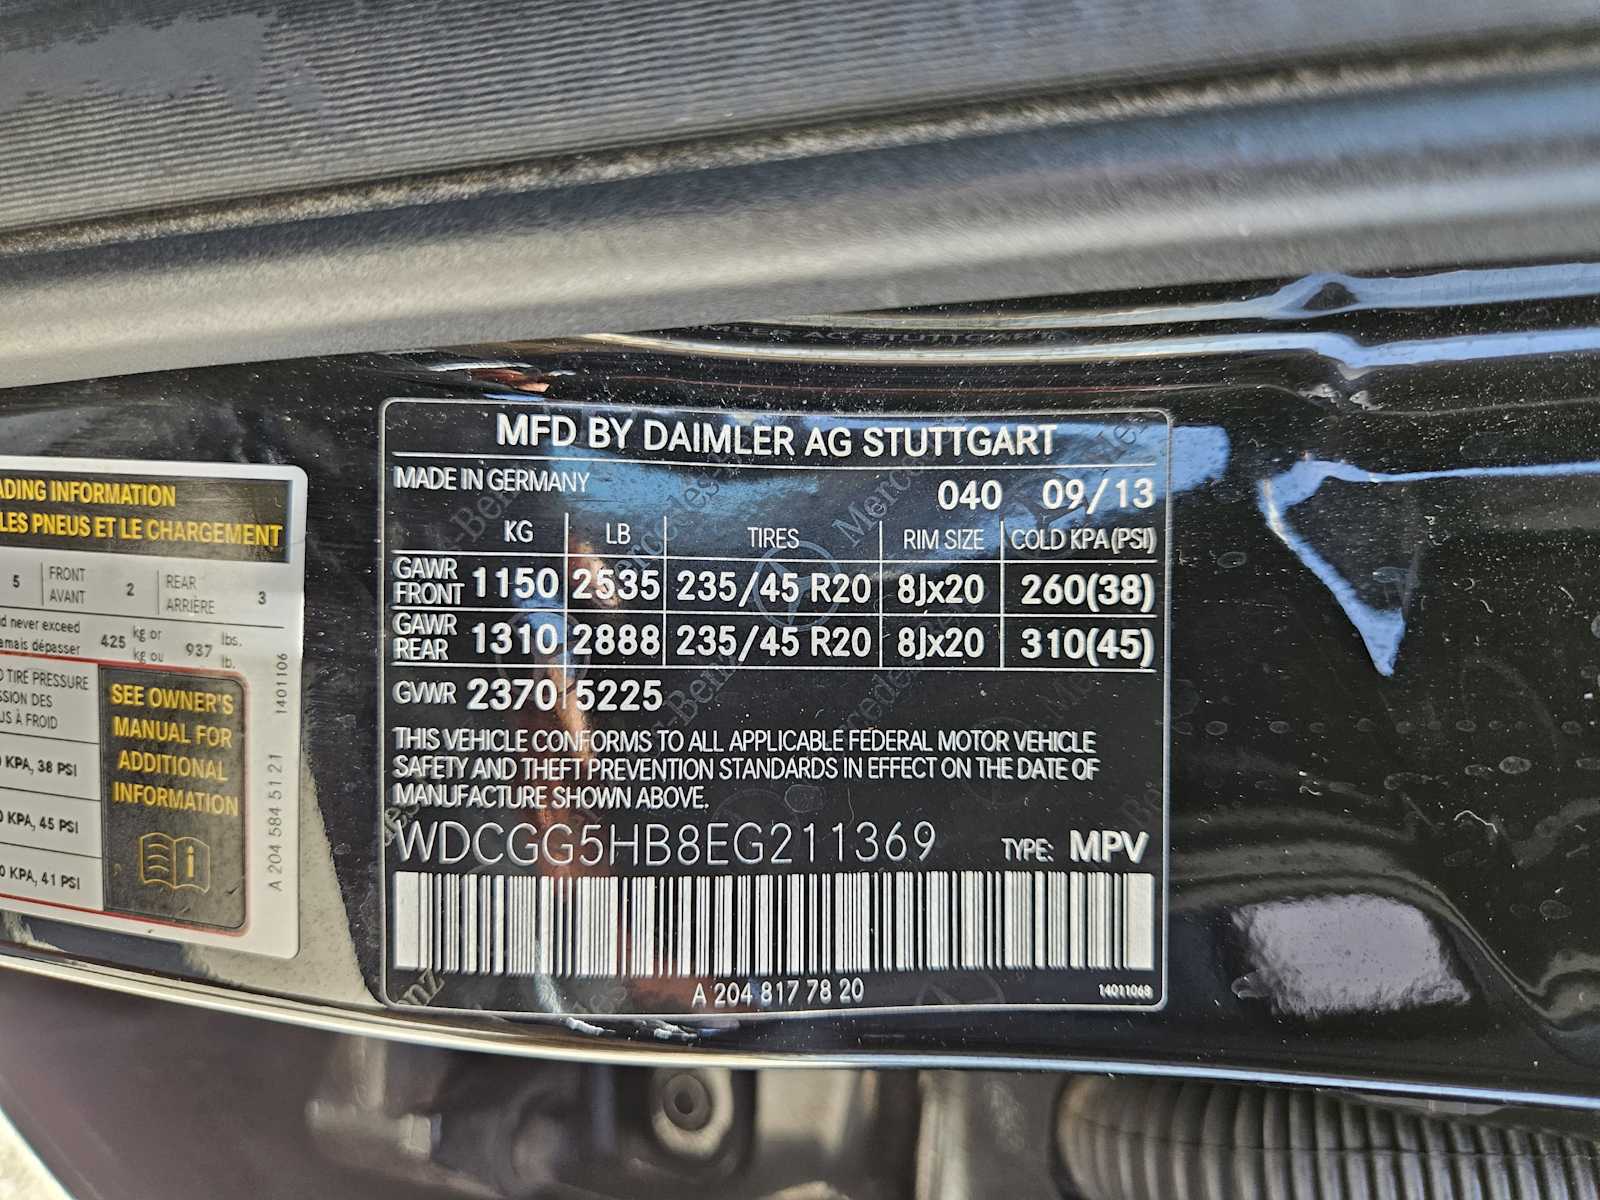 DAIMLER AG STUTTGART
MFD BY DAIMLER AG STUTTGART
MADE IN GERMANY
040 09/13
KG LB TIRES RIM SIZE COLD KPA (PSI)
GAWR FRONT 1150 2535 235/45 R20 8Jx20 260(38)
GAWR REAR 1310 2888 235/45 R20 8Jx20 310(45)
GVWR 2370 5225
THIS VEHICLE CONFORMS TO ALL APPLICABLE FEDERAL MOTOR VEHICLE
SAFETY AND THEFT PREVENTION STANDARDS IN EFFECT ON THE DATE OF
MANUFACTURE SHOWN ABOVE.
WDCGG5HB8EG211369 TYPE: MPV
A 204 817 78 20
14011068
INFORMATION
LES PNEUS ET LE CHARGEMENT
5 FRONT AVANT 2 REAR ARRIÈRE 3
never exceed 425 kg or 937 lbs.
dépasser kg ou lb.
TIRE PRESSURE
DES
À FROID
KPA, 38 PSI
KPA, 45 PSI
KPA, 41 PSI
SEE OWNER'S
MANUAL FOR
ADDITIONAL
INFORMATION
i
A 204 584 51 21 1401106